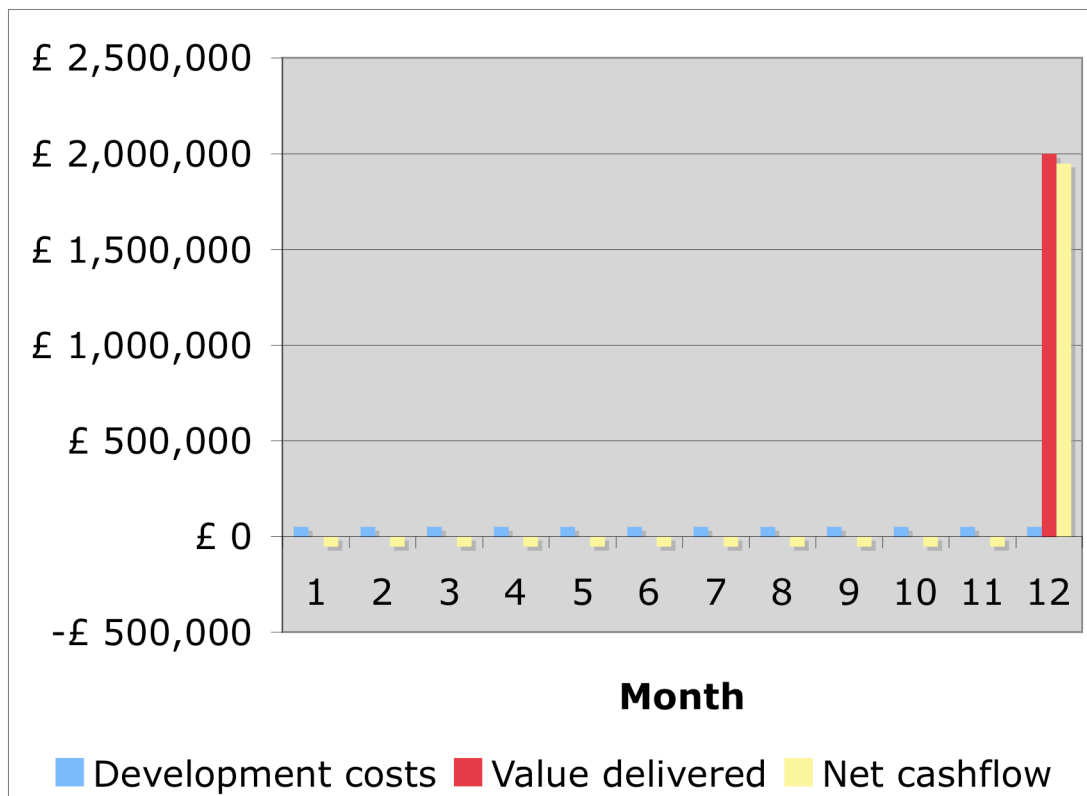 £ 2,500,000
£ 2,000,000
£ 1,500,000
£ 1,000,000
£ 500,000
£ 0
1 2 3 4 5 6 7 8 9 10 11 12
-£ 500,000
Month
Development costs Value delivered Net cashflow